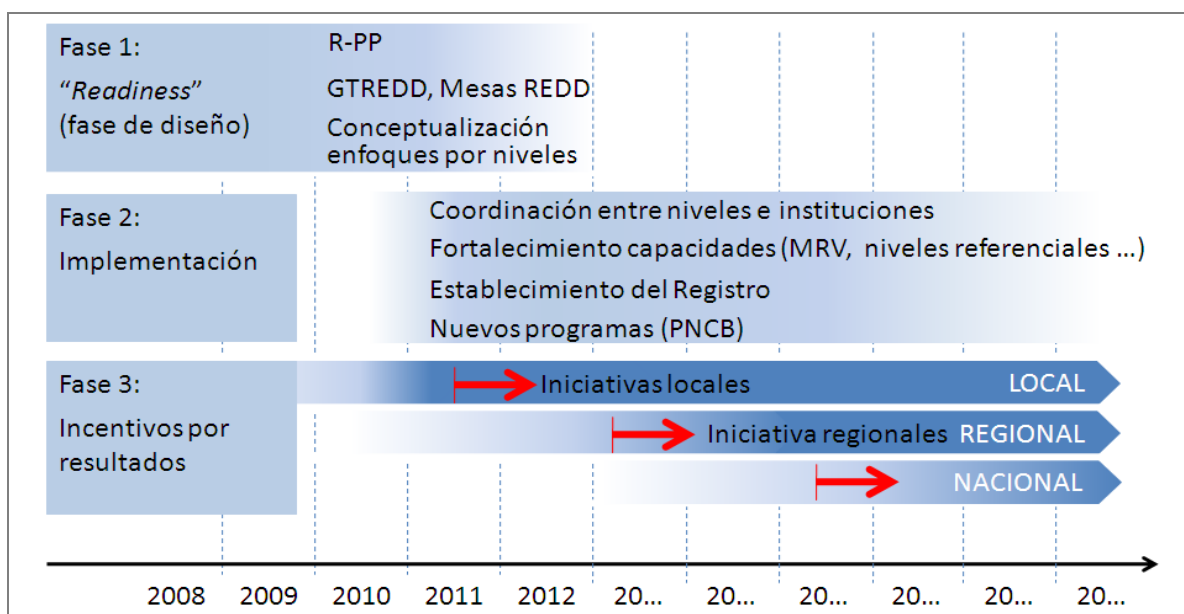 Fase 1:
“Readiness”
(fase de diseño)
R-PP
GTREDD, Mesas REDD
Conceptualización
enfoques por niveles
Fase 2:
Implementación
Coordinación entre niveles e instituciones
Fortalecimiento capacidades (MRV, niveles referenciales ...)
Establecimiento del Registro
Nuevos programas (PNCB)
Fase 3:
Incentivos por
resultados
Iniciativas locales LOCAL
Iniciativa regionales REGIONAL
NACIONAL
2008 2009 2010 2011 2012 20... 20... 20... 20... 20... 20...